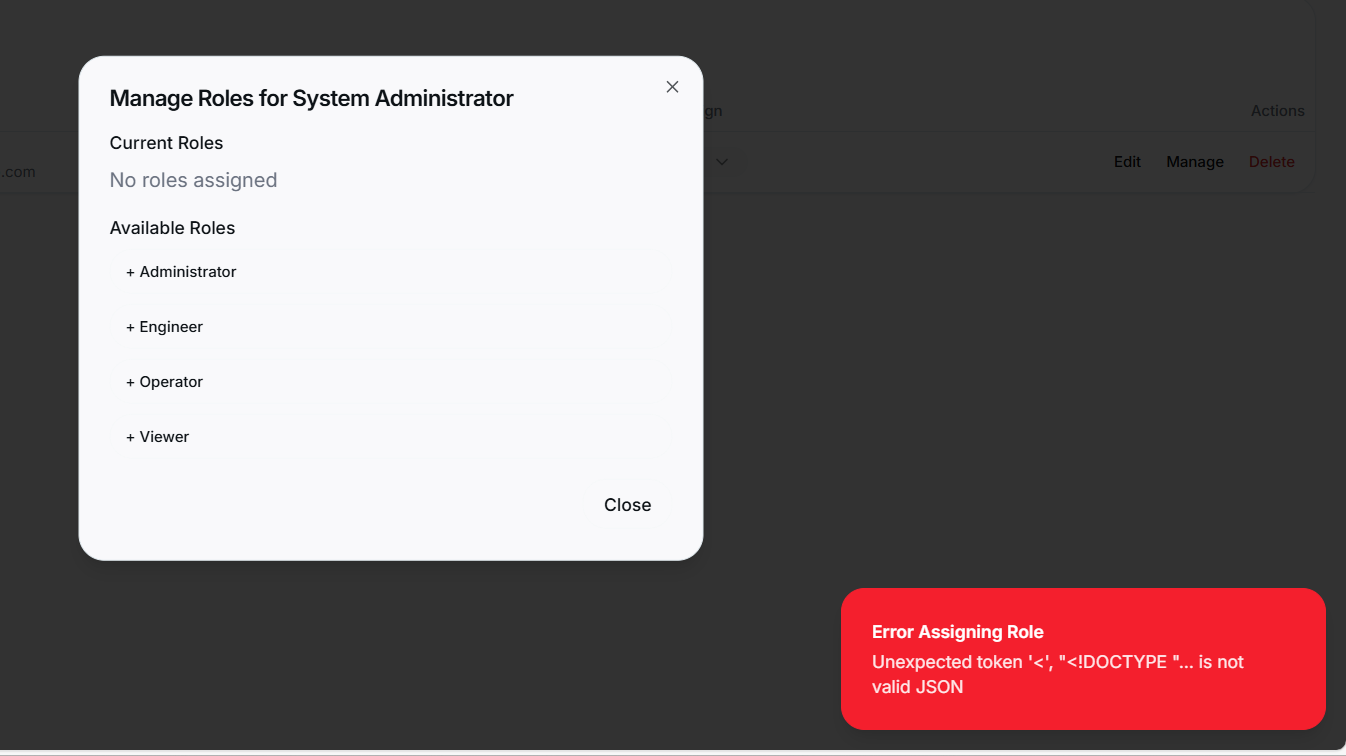 Manage Roles for System Administrator
Current Roles
No roles assigned
Available Roles
+ Administrator
+ Engineer
+ Operator
+ Viewer
Close
gn
Actions
.com
Edit Manage Delete
Error Assigning Role
Unexpected token '<', "<!DOCTYPE "... is not
valid JSON